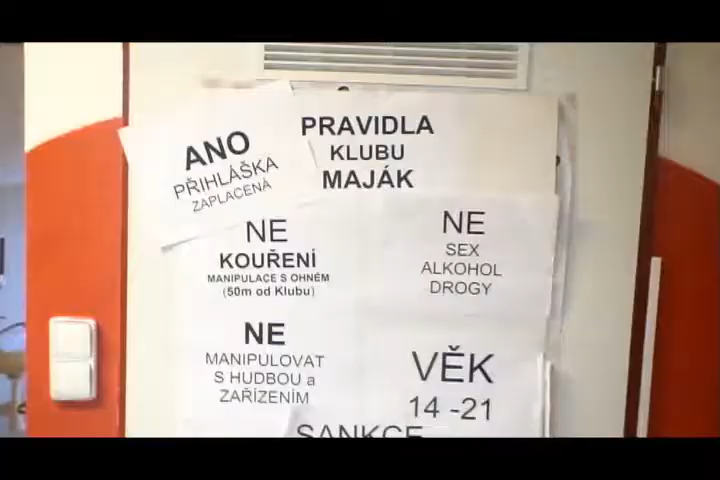 PRAVIDLA
KLUBU
MAJÁK
ANO
PŘIHLÁŠKA
ZAPLACENÁ
NE
KOUŘENÍ
MANIPULACE S OHNĚM
(50m od Klubu)
NE
SEX
ALKOHOL
DROGY
NE
MANIPULOVAT
S HUDBOU a
ZAŘÍZENÍM
VĚK
14 -21
SANKCE